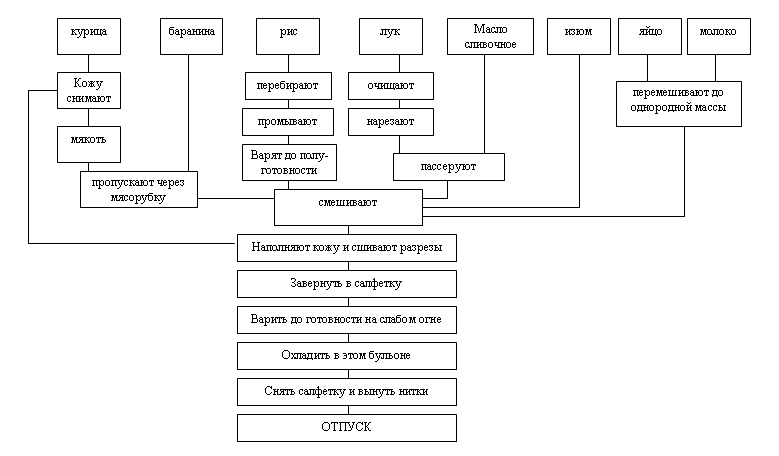 курица
баранина
рис
лук
Масло
сливочное
изюм
яйцо
молоко
Кожу
снимают
перебирают
очищают
перемешивают до
однородной массы
мякоть
промывают
нарезают
Варят до полу-
готовности
пассеруют
пропускают через
мясорубку
смешивают
Наполняют кожу и сшивают разрезы
Завернуть в салфетку
Варить до готовности на слабом огне
Охладить в этом бульоне
Снять салфетку и вынуть нитки
ОТПУСК